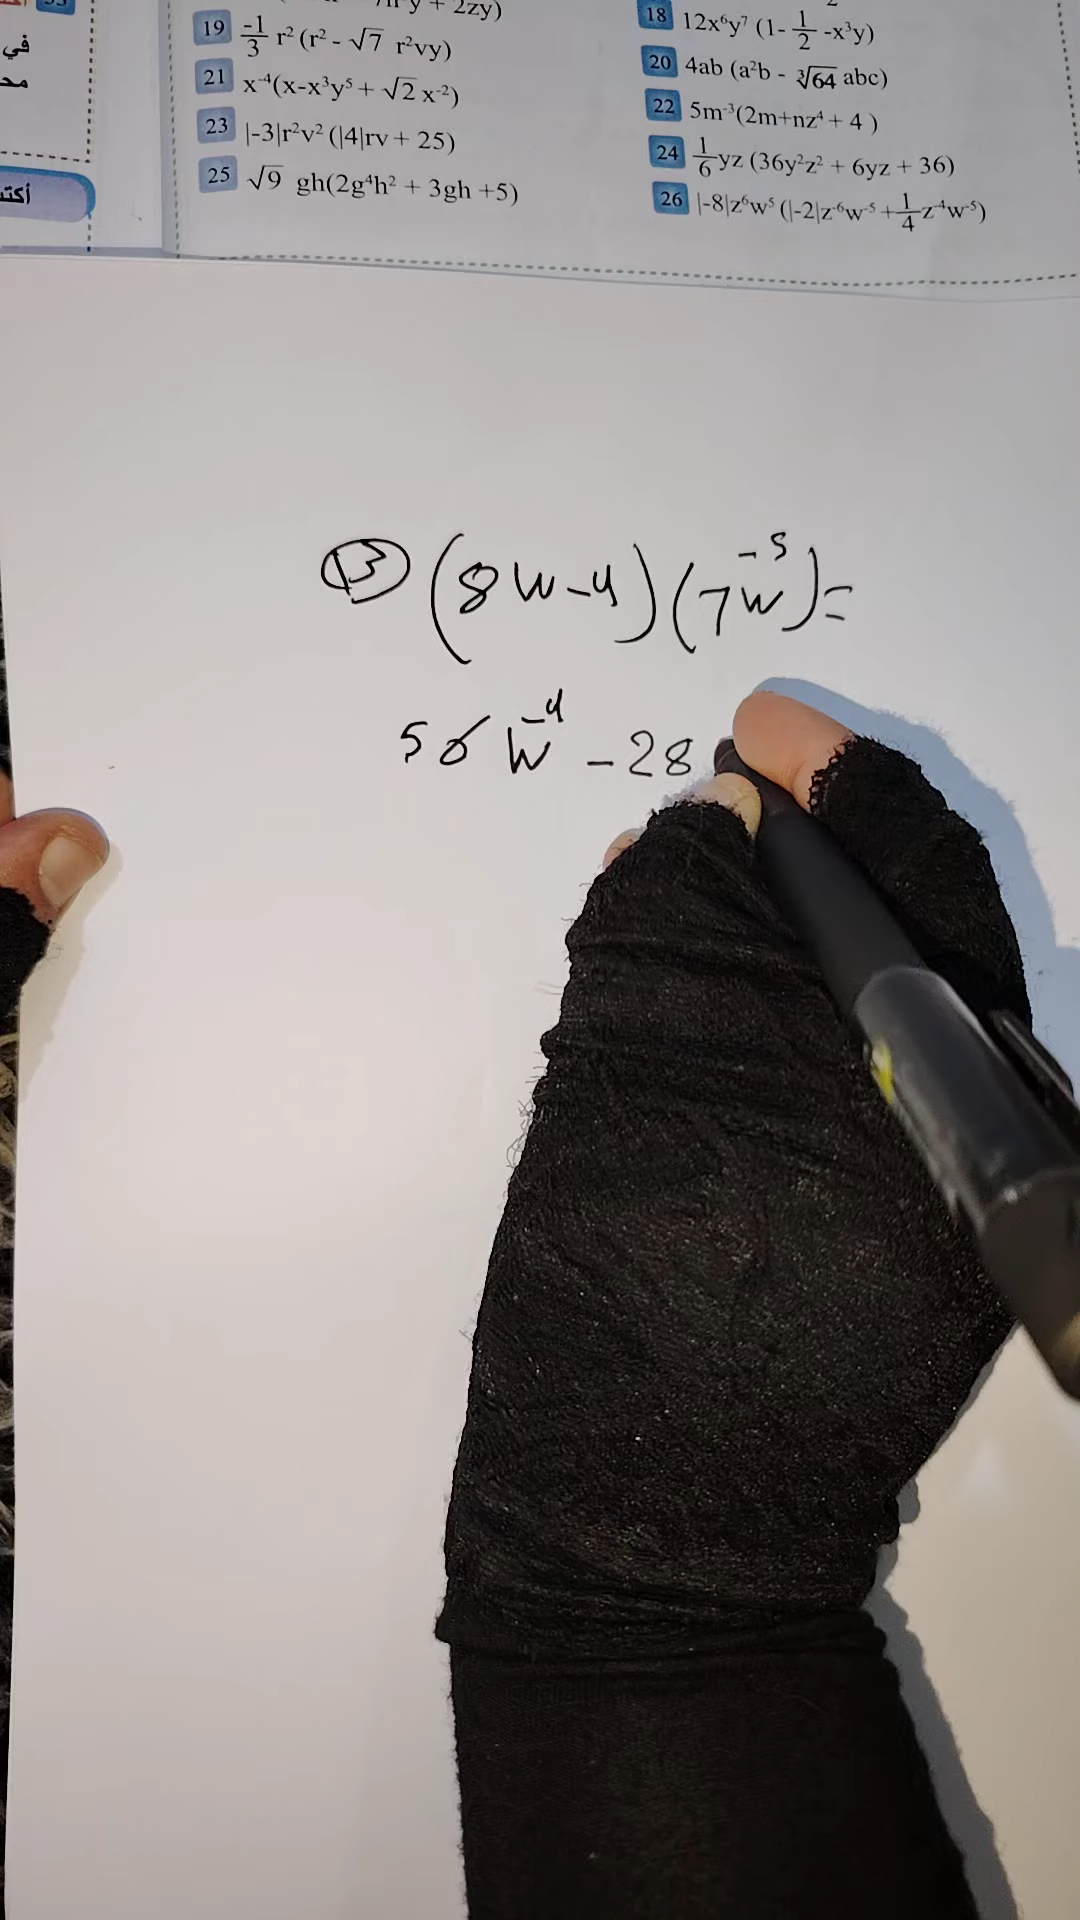 y + 2zy)
18 12x⁶y⁷ (1- 1/2 -x³y)
19 -1/3 r² (r² - √7 r²vy)
20 4ab (a²b - ∛64 abc)
21 x⁻⁴(x-x³y⁵ + √2 x⁻²)
22 5m⁻³(2m+nz⁴ + 4 )
23 |-3|r²v² (|4|rv + 25)
24 1/6 yz (36y²z² + 6yz + 36)
25 √9 gh(2g⁴h² + 3gh +5)
26 |-8|z⁶w⁵ (|-2|z⁻⁶w⁻⁵ + 1/4 z⁻⁴w⁻⁵)
في
13 (8w-4)(7w⁻⁵)=
56 w⁻⁴ - 28